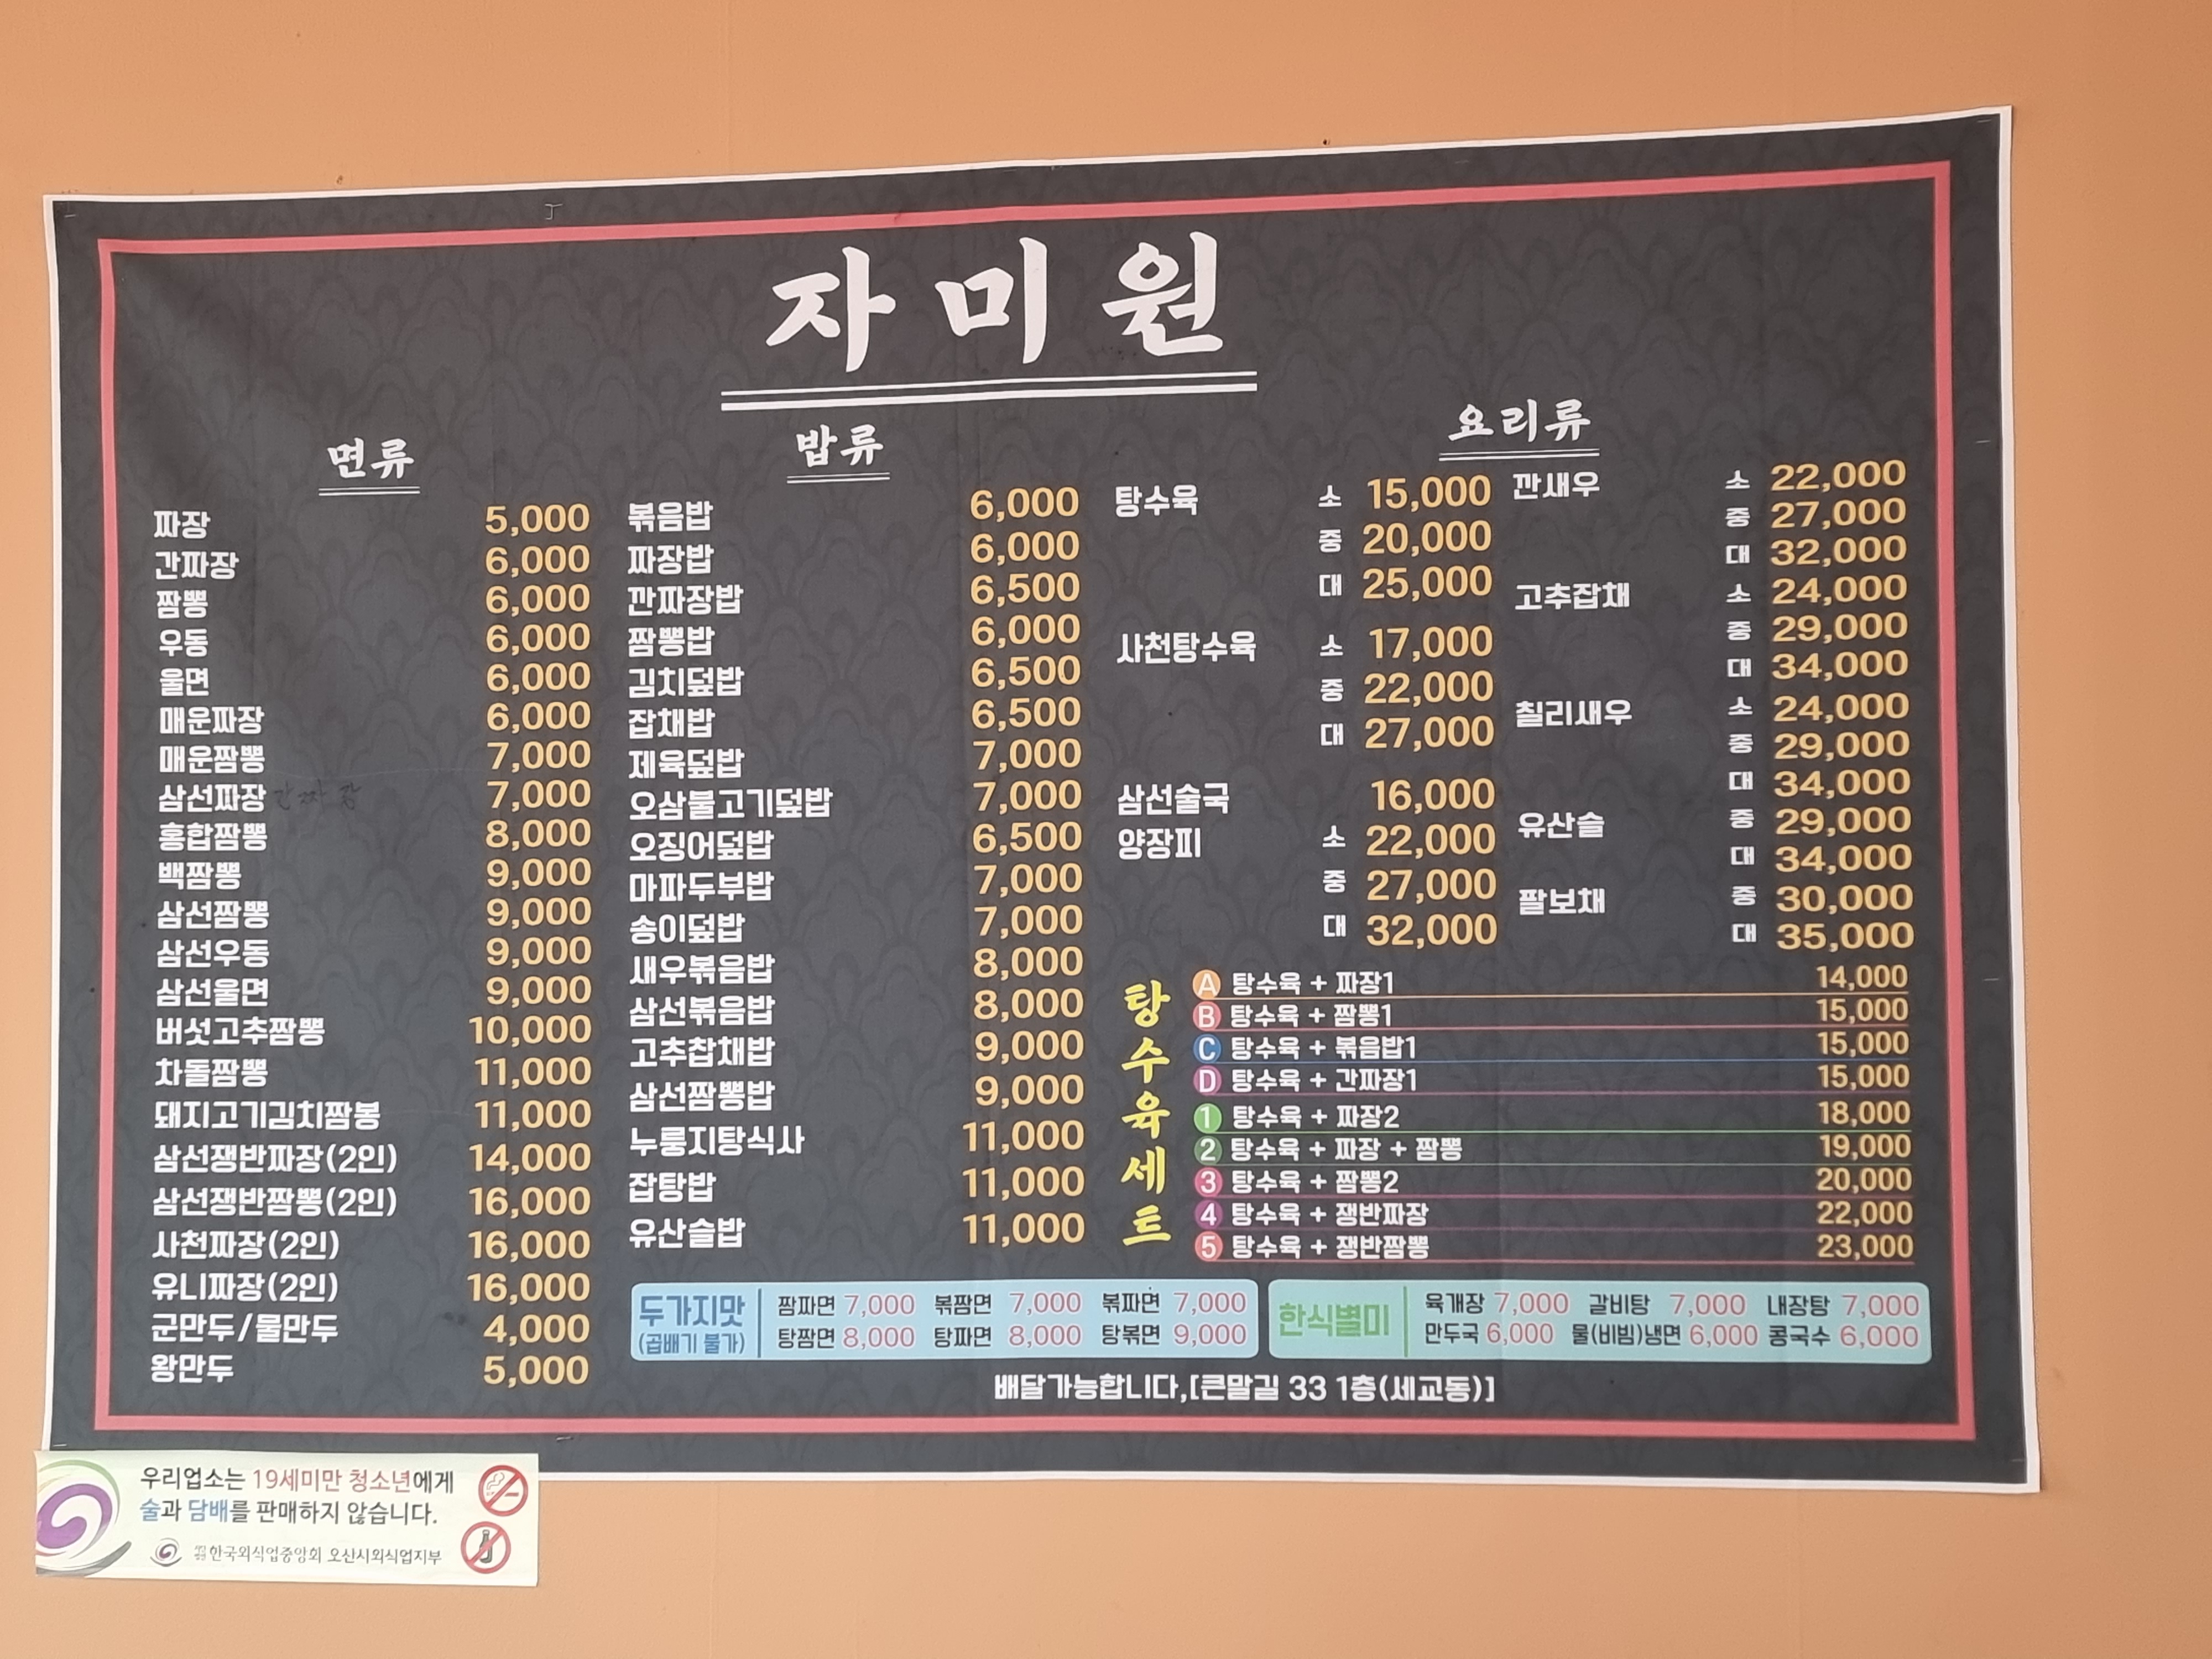 자미원
면류
짜장 5,000
간짜장 6,000
짬뽕 6,000
우동 6,000
울면 6,000
매운짜장 6,000
매운짬뽕 7,000
삼선짜장 간짜장 7,000
홍합짬뽕 8,000
백짬뽕 9,000
삼선짬뽕 9,000
삼선우동 9,000
삼선울면 9,000
버섯고추짬뽕 10,000
차돌짬뽕 11,000
돼지고기김치짬봉 11,000
삼선쟁반짜장(2인) 14,000
삼선쟁반짬뽕(2인) 16,000
사천짜장(2인) 16,000
유니짜장(2인) 16,000
군만두/물만두 4,000
왕만두 5,000
밥류
볶음밥 6,000
짜장밥 6,000
깐짜장밥 6,500
짬뽕밥 6,000
김치덮밥 6,500
잡채밥 6,500
제육덮밥 7,000
오삼불고기덮밥 7,000
오징어덮밥 6,500
마파두부밥 7,000
송이덮밥 7,000
새우볶음밥 8,000
삼선볶음밥 8,000
고추찹채밥 9,000
삼선짬뽕밥 9,000
누룽지탕식사 11,000
잡탕밥 11,000
유산슬밥 11,000
요리류
탕수육 소 15,000
중 20,000
대 25,000
사천탕수육 소 17,000
중 22,000
대 27,000
삼선술국 16,000
양장피 소 22,000
중 27,000
대 32,000
깐새우 소 22,000
중 27,000
대 32,000
고추잡채 소 24,000
중 29,000
대 34,000
칠리새우 소 24,000
중 29,000
대 34,000
유산슬 중 29,000
대 34,000
팔보채 중 30,000
대 35,000
탕수육세트
A 탕수육 + 짜장1 14,000
B 탕수육 + 짬뽕1 15,000
C 탕수육 + 볶음밥1 15,000
D 탕수육 + 간짜장1 15,000
1 탕수육 + 짜장2 18,000
2 탕수육 + 짜장 + 짬뽕 19,000
3 탕수육 + 짬뽕2 20,000
4 탕수육 + 쟁반짜장 22,000
5 탕수육 + 쟁반짬뽕 23,000
두가지맛
(곱배기 불가)
짬짜면 7,000 볶짬면 7,000 볶짜면 7,000
탕짬면 8,000 탕짜면 8,000 탕볶면 9,000
한식별미
육개장 7,000 갈비탕 7,000 내장탕 7,000
만두국 6,000 물(비빔)냉면 6,000 콩국수 6,000
배달가능합니다,[큰말길 33 1층(세교동)]
우리업소는 19세미만 청소년에게
술과 담배를 판매하지 않습니다.
한국외식업중앙회 오산시외식업지부